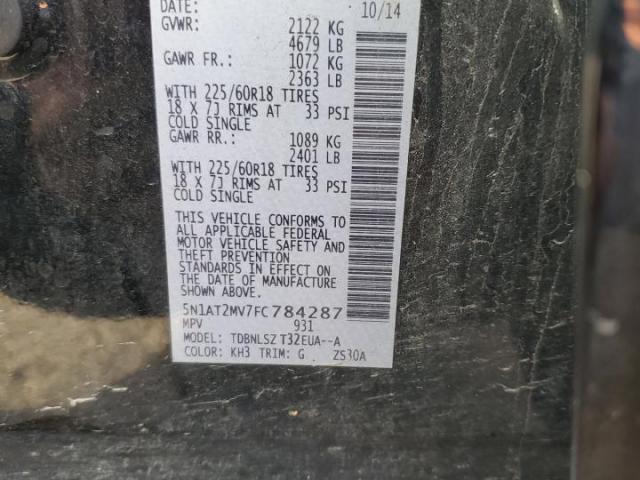 DATE: 10/14
GVWR: 2122 KG
4679 LB
GAWR FR.: 1072 KG
2363 LB
WITH 225/60R18 TIRES
18 X 7J RIMS AT 33 PSI
COLD SINGLE
GAWR RR.: 1089 KG
2401 LB
WITH 225/60R18 TIRES
18 X 7J RIMS AT 33 PSI
COLD SINGLE
THIS VEHICLE CONFORMS TO
ALL APPLICABLE FEDERAL
MOTOR VEHICLE SAFETY AND
THEFT PREVENTION
STANDARDS IN EFFECT ON
THE DATE OF MANUFACTURE
SHOWN ABOVE.
5N1AT2MV7FC784287
MPV 931
MODEL: TDBNLSZ T32EUA--A
COLOR: KH3 TRIM: G ZS30A